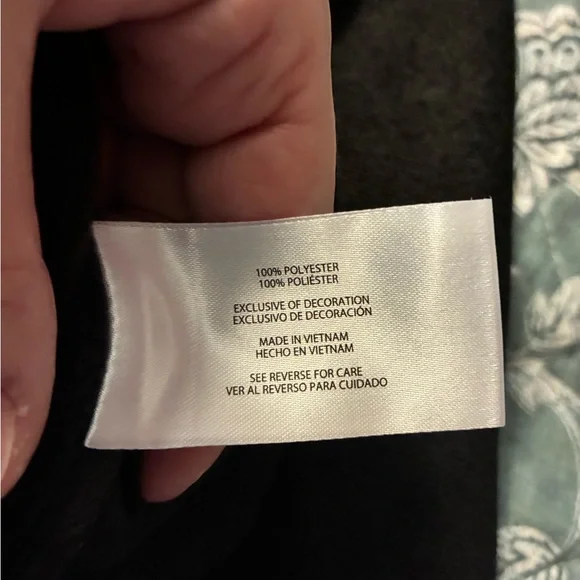 100% POLYESTER
100% POLIÉSTER
EXCLUSIVE OF DECORATION
EXCLUSIVO DE DECORACIÓN
MADE IN VIETNAM
HECHO EN VIETNAM
SEE REVERSE FOR CARE
VER AL REVERSO PARA CUIDADO